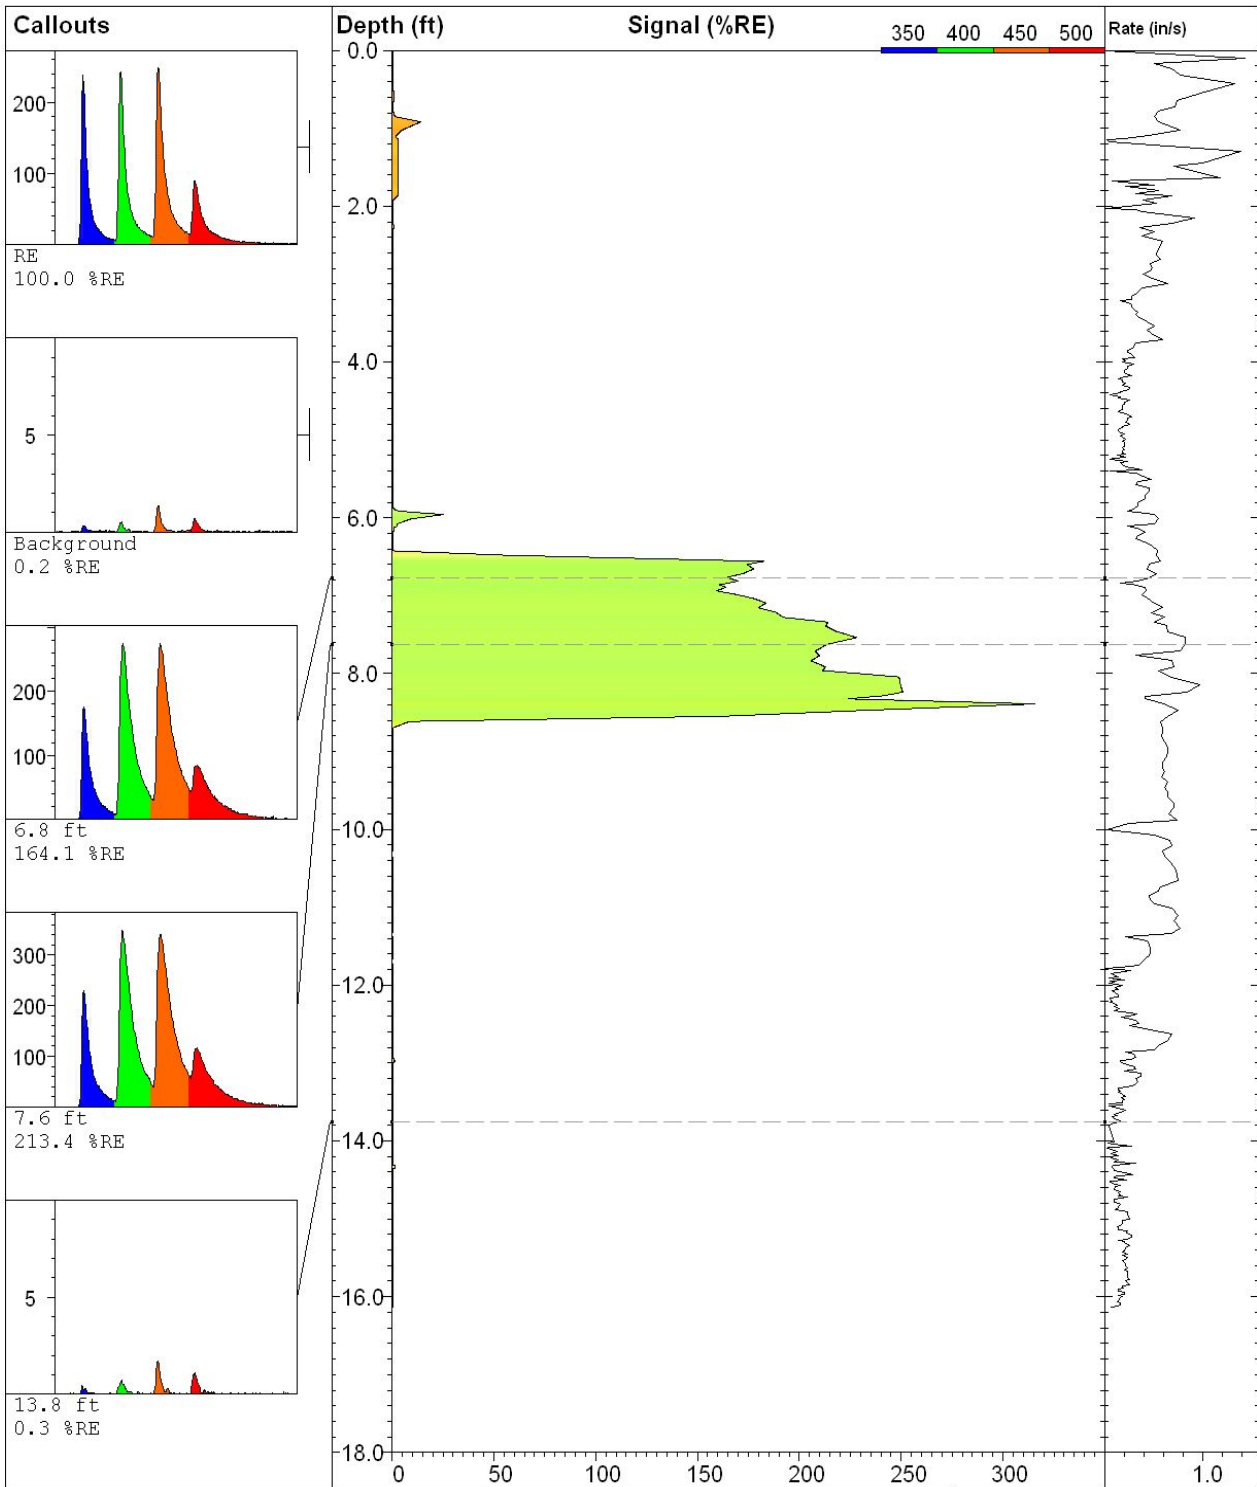 Callouts
Depth (ft)
Signal (%RE)
350 400 450 500
Rate (in/s)
200
100
RE
100.0 %RE
5
Background
0.2 %RE
200
100
6.8 ft
164.1 %RE
300
200
100
7.6 ft
213.4 %RE
5
13.8 ft
0.3 %RE
0.0
2.0
4.0
6.0
8.0
10.0
12.0
14.0
16.0
18.0
0 50 100 150 200 250 300
1.0